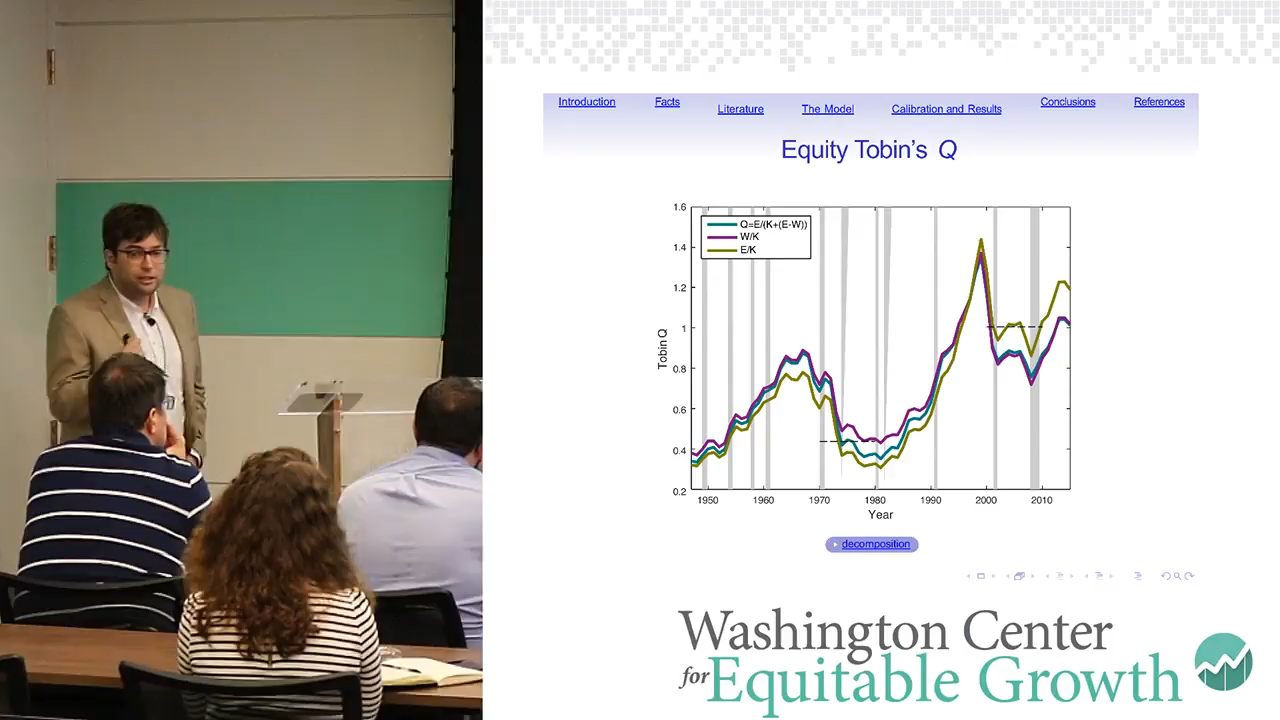 Introduction Facts Literature The Model Calibration and Results Conclusions References
Equity Tobin's Q
1.6
1.4
1.2
1
0.8
0.6
0.4
0.2
Tobin Q
Q=E/(K+(E-W))
W/K
E/K
1950 1960 1970 1980 1990 2000 2010
Year
decomposition
Washington Center
for Equitable Growth